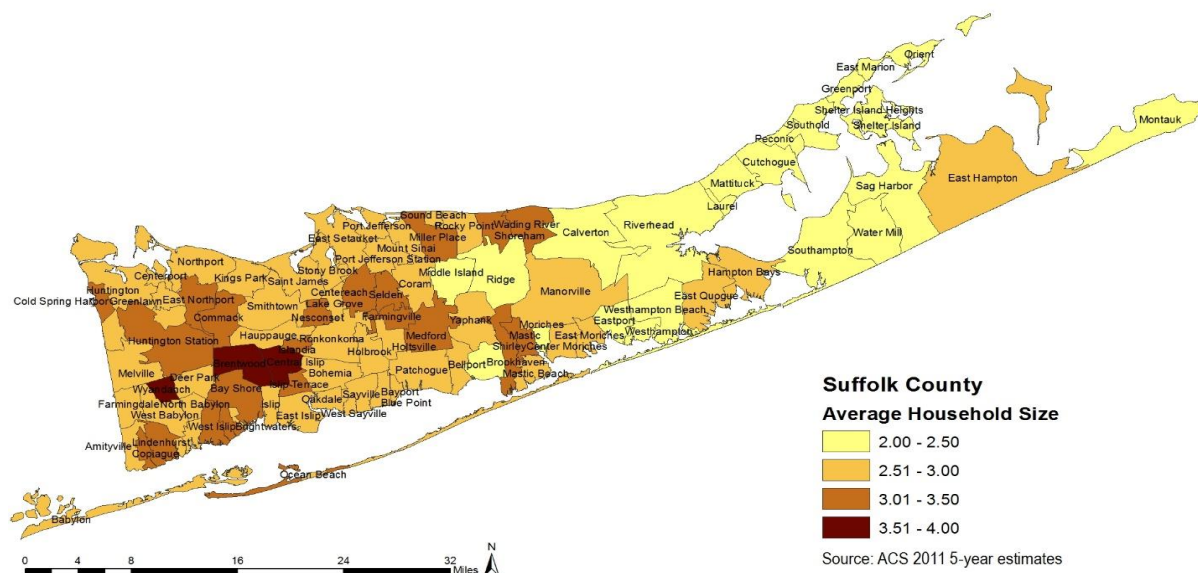 Orient
East Marion
Greenport
Shelter Island Heights
Southold
Shelter Island
Montauk
Peconic
Cutchogue
East Hampton
Mattituck
Sag Harbor
Laurel
Sound Beach
Port Jefferson
Rocky Point
Wading River
Riverhead
Miller Place
Shoreham
Calverton
Water Mill
East Setauket
Mount Sinai
Southampton
Northport
Stony Brook
Port Jefferson Station
Centerport
Kings Park
Middle Island
Hampton Bays
Saint James
Ridge
Huntington
Centereach
Coram
Manorville
Cold Spring Harbor
Greenlawn
East Northport
Lake Grove
Selden
East Quogue
Smithtown
Commack
Nesconset
Farmingville
Yaphank
Westhampton Beach
Moriches
Eastport
Westhampton
Hauppauge
Medford
Mastic
East Moriches
Huntington Station
Ronkonkoma
Holtsville
Shirley
Center Moriches
Islandia
Holbrook
Brentwood
Central Islip
Brookhaven
Bellport
Melville
Deer Park
Bohemia
Patchogue
Mastic Beach
Wyandanch
Bay Shore
Islip Terrace
Sayville
Bayport
Farmingdale
North Babylon
Islip
Oakdale
Blue Point
West Babylon
East Islip
West Sayville
West Islip
Brightwaters
Amityville
Lindenhurst
Copiague
Ocean Beach
Babylon
Suffolk County
Average Household Size
2.00 - 2.50
2.51 - 3.00
3.01 - 3.50
3.51 - 4.00
Source: ACS 2011 5-year estimates
N
0 4 8 16 24 32
Miles